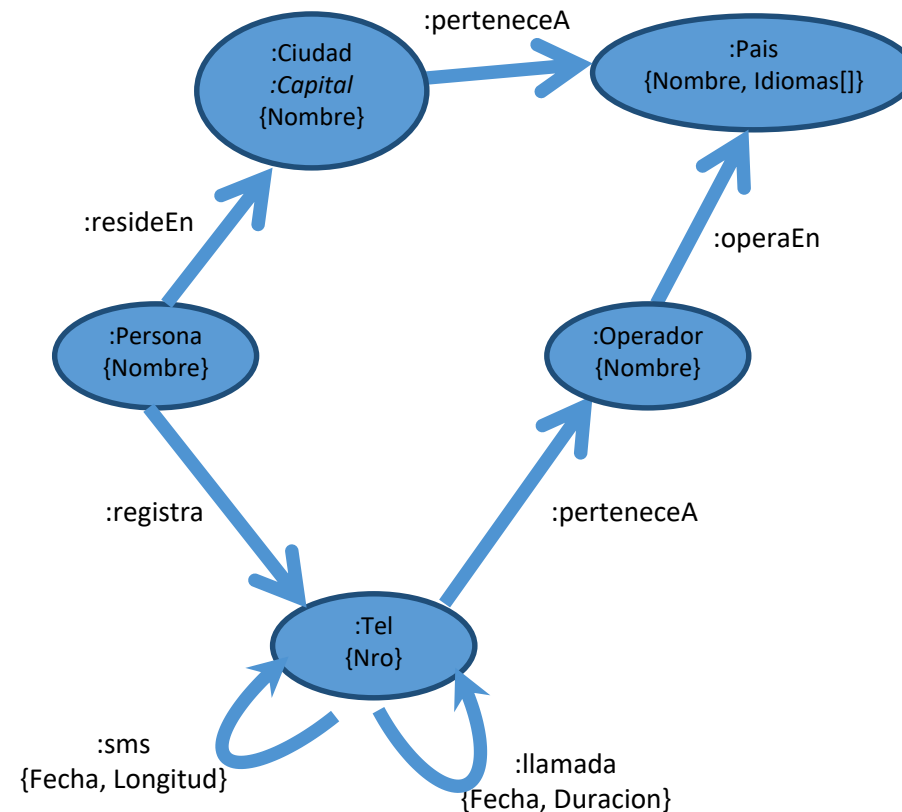 :perteneceA
:Ciudad
:Capital
{Nombre}
:Pais
{Nombre, Idiomas[]}
:resideEn
:operaEn
:Persona
{Nombre}
:Operador
{Nombre}
:registra
:perteneceA
:Tel
{Nro}
:sms
{Fecha, Longitud}
:llamada
{Fecha, Duracion}